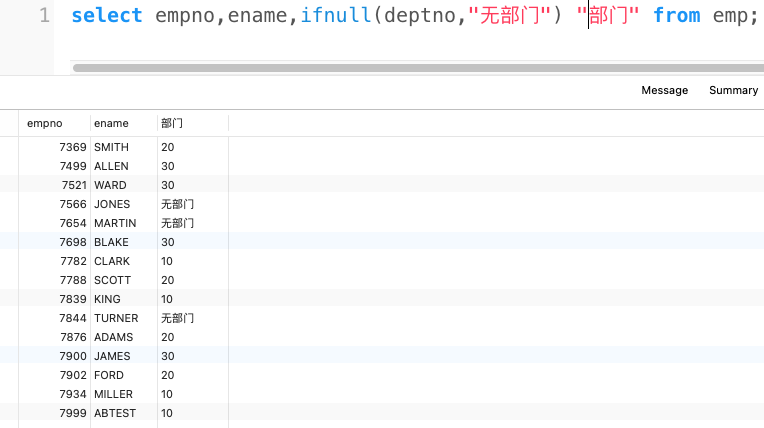 1 select empno,ename,ifnull(deptno,"无部门") "部门" from emp;
Message Summary
empno ename 部门
7369 SMITH 20
7499 ALLEN 30
7521 WARD 30
7566 JONES 无部门
7654 MARTIN 无部门
7698 BLAKE 30
7782 CLARK 10
7788 SCOTT 20
7839 KING 10
7844 TURNER 无部门
7876 ADAMS 20
7900 JAMES 30
7902 FORD 20
7934 MILLER 10
7999 ABTEST 10